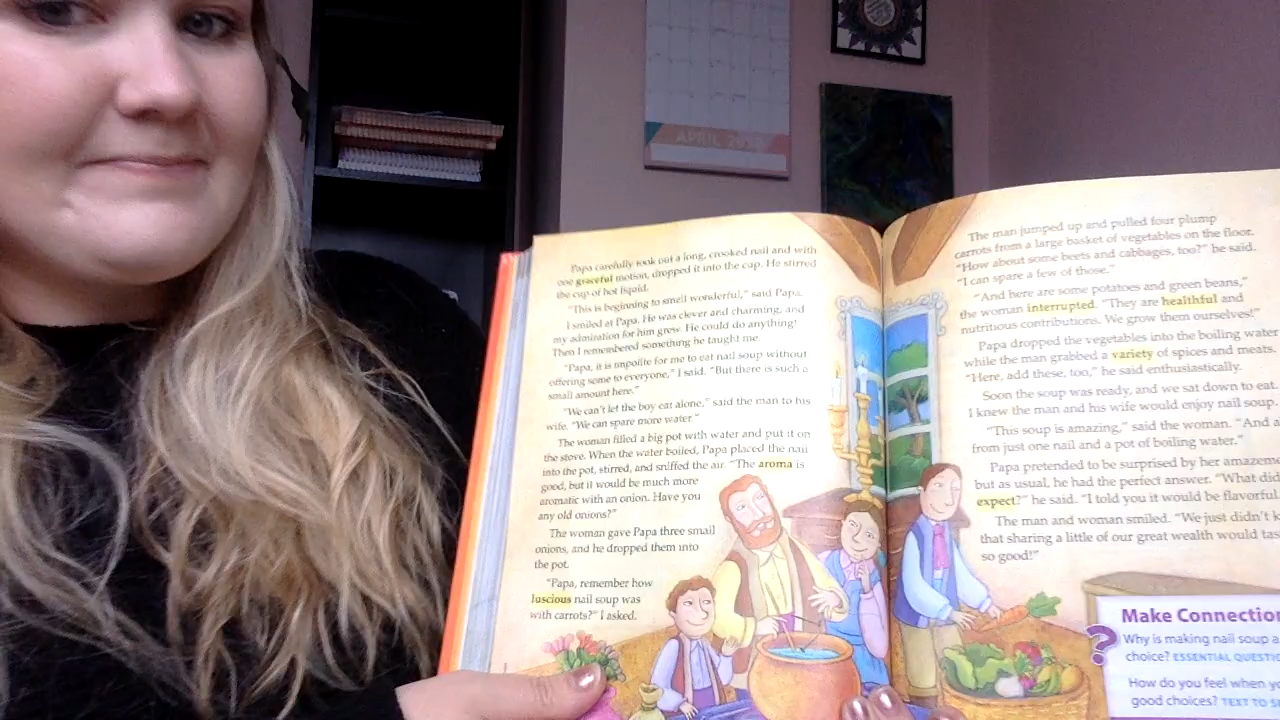 APRIL
Papa carefully took out a long, crooked nail and with
one graceful motion, dropped it into the cup. He stirred
the cup of hot liquid.
"This is beginning to smell wonderful," said Papa.
I smiled at Papa. He was clever and charming, and
my admiration for him grew. He could do anything!
Then I remembered something he taught me.
"Papa, it is impolite for me to eat nail soup without
offering some to everyone," I said. "But there is such a
small amount here."
"We can't let the boy eat alone," said the man to his
wife. "We can spare more water."
The woman filled a big pot with water and put it on
the stove. When the water boiled, Papa placed the nail
into the pot, stirred, and sniffed the air. "The aroma is
good, but it would be much more
aromatic with an onion. Have you
any old onions?"
The woman gave Papa three small
onions, and he dropped them into
the pot.
"Papa, remember how
luscious nail soup was
with carrots?" I asked.
The man jumped up and pulled four plump
carrots from a large basket of vegetables on the floor.
"How about some beets and cabbages, too?" he said.
"I can spare a few of those."
"And here are some potatoes and green beans,"
the woman interrupted. "They are healthful and
nutritious contributions. We grow them ourselves!"
Papa dropped the vegetables into the boiling water
while the man grabbed a variety of spices and meats.
"Here, add these, too," he said enthusiastically.
Soon the soup was ready, and we sat down to eat.
I knew the man and his wife would enjoy nail soup.
"This soup is amazing," said the woman. "And a
from just one nail and a pot of boiling water."
Papa pretended to be surprised by her amazeme
but as usual, he had the perfect answer. "What did
expect?" he said. "I told you it would be flavorful
The man and woman smiled. "We just didn't k
that sharing a little of our great wealth would tas
so good!"
? Make Connection
Why is making nail soup a
choice? ESSENTIAL QUESTIO
How do you feel when yo
good choices? TEXT TO S